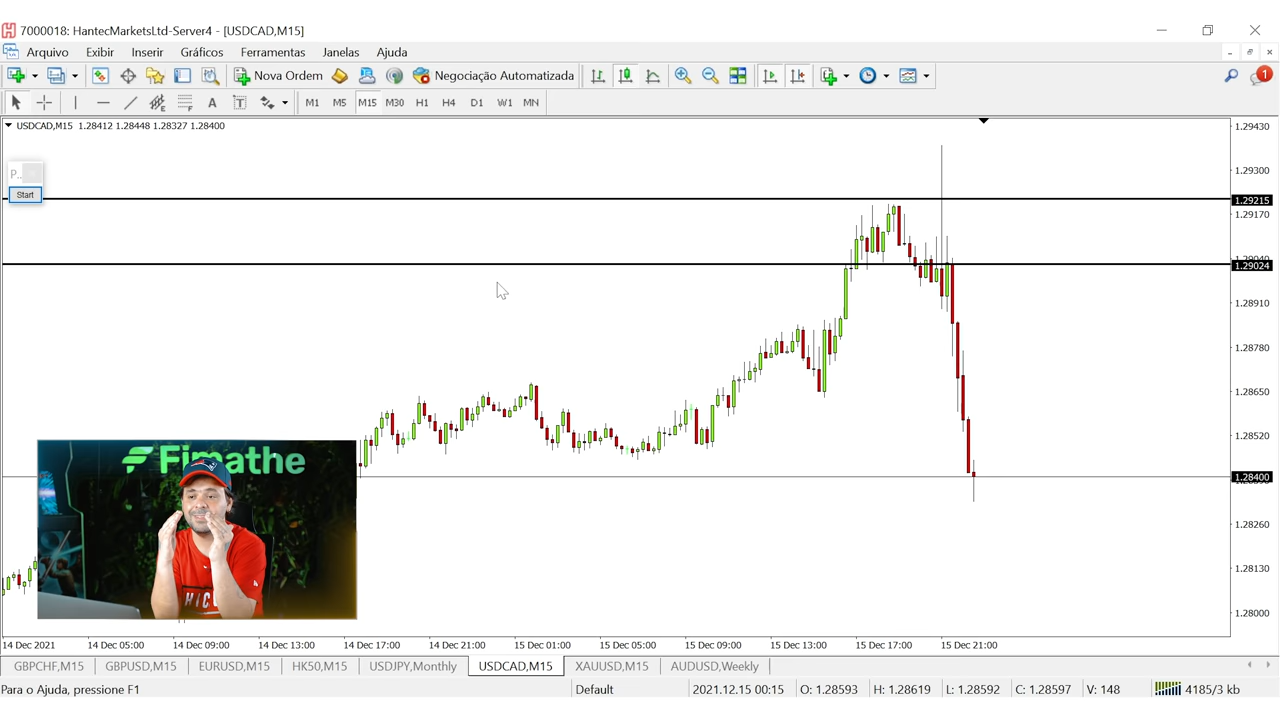 7000018: HantecMarketsLtd-Server4 - [USDCAD,M15]
Arquivo Exibir Inserir Gráficos Ferramentas Janelas Ajuda
Nova Ordem Negociação Automatizada 1
A T M1 M5 M15 M30 H1 H4 D1 W1 MN
USDCAD,M15 1.28412 1.28448 1.28327 1.28400
1.29430
P..
1.29300
Start
1.29215
1.29170
1.29040
1.29024
1.28910
1.28780
1.28650
1.28520
Fimathe
1.28400
1.28260
1.28130
1.28000
14 Dec 2021 14 Dec 05:00 14 Dec 09:00 14 Dec 13:00 14 Dec 17:00 14 Dec 21:00 15 Dec 01:00 15 Dec 05:00 15 Dec 09:00 15 Dec 13:00 15 Dec 17:00 15 Dec 21:00
GBPCHF,M15 GBPUSD,M15 EURUSD,M15 HK50,M15 USDJPY,Monthly USDCAD,M15 XAUUSD,M15 AUDUSD,Weekly
Para o Ajuda, pressione F1 Default 2021.12.15 00:15 O: 1.28593 H: 1.28619 L: 1.28592 C: 1.28597 V: 148 4185/3 kb